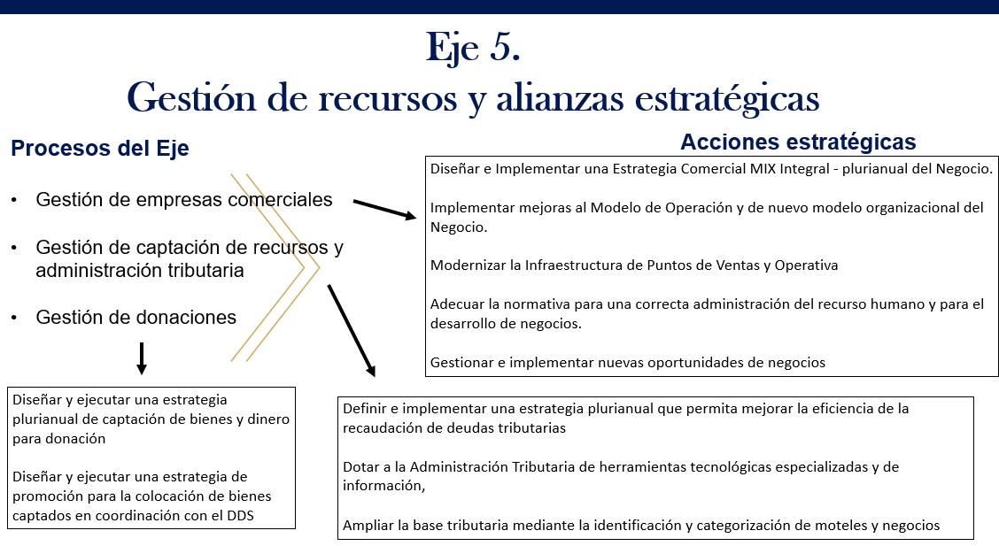 Eje 5.
Gestión de recursos y alianzas estratégicas
Procesos del Eje
• Gestión de empresas comerciales
• Gestión de captación de recursos y
administración tributaria
• Gestión de donaciones
Acciones estratégicas
Diseñar e Implementar una Estrategia Comercial MIX Integral - plurianual del Negocio.
Implementar mejoras al Modelo de Operación y de nuevo modelo organizacional del
Negocio.
Modernizar la Infraestructura de Puntos de Ventas y Operativa
Adecuar la normativa para una correcta administración del recurso humano y para el
desarrollo de negocios.
Gestionar e implementar nuevas oportunidades de negocios
Diseñar y ejecutar una estrategia
plurianual de captación de bienes y dinero
para donación
Diseñar y ejecutar una estrategia de
promoción para la colocación de bienes
captados en coordinación con el DDS
Definir e implementar una estrategia plurianual que permita mejorar la eficiencia de la
recaudación de deudas tributarias
Dotar a la Administración Tributaria de herramientas tecnológicas especializadas y de
información,
Ampliar la base tributaria mediante la identificación y categorización de moteles y negocios